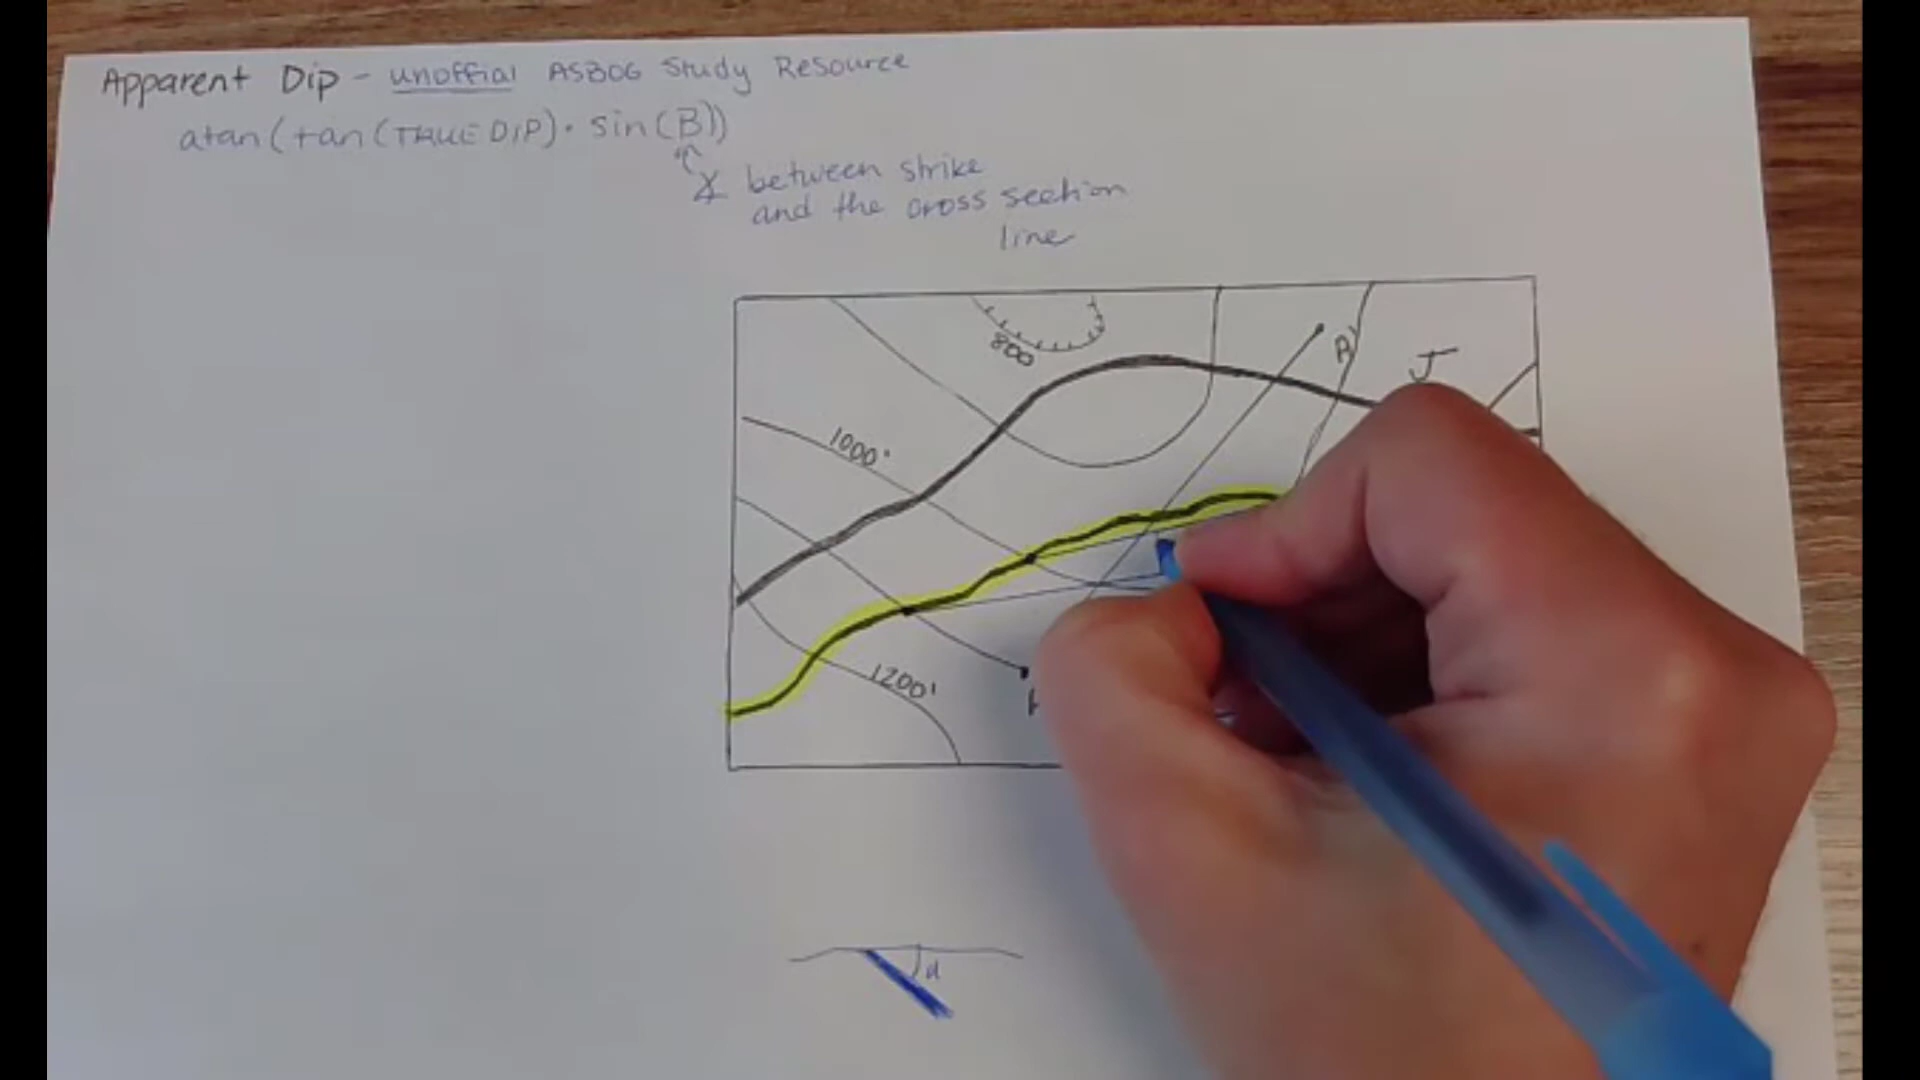 Apparent Dip - unoffial ASBOG Study Resource
atan(tan(TRUE DIP)·sin(B))
∡ between strike
and the cross section
line
800
1000'
J
1200'
d